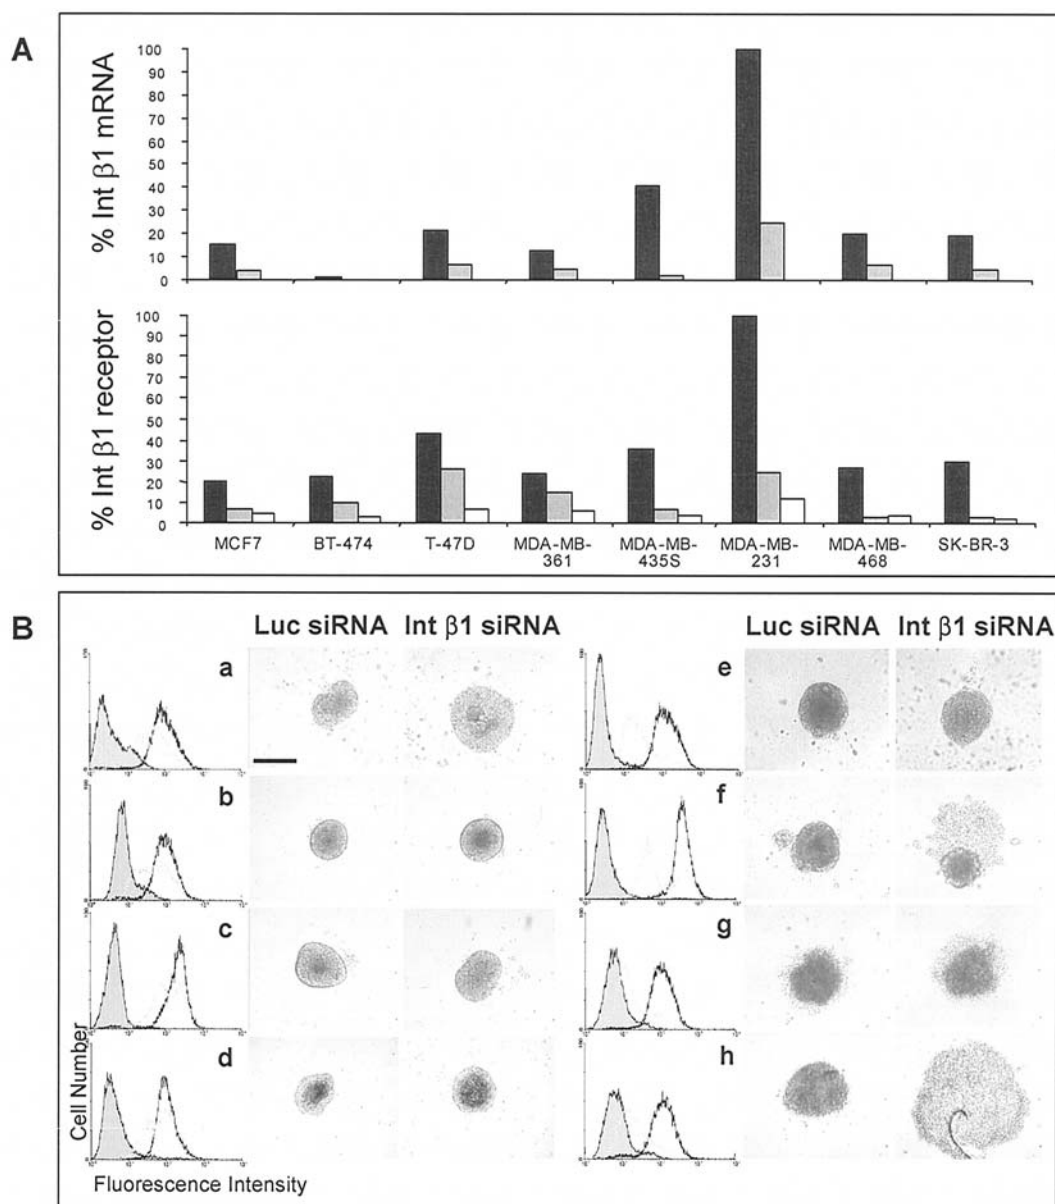 A
% Int β1 mRNA
100
90
80
70
60
50
40
30
20
10
0
% Int β1 receptor
100
90
80
70
60
50
40
30
20
10
0
MCF7 BT-474 T-47D MDA-MB-361 MDA-MB-435S MDA-MB-231 MDA-MB-468 SK-BR-3
B
Luc siRNA Int β1 siRNA Luc siRNA Int β1 siRNA
a
e
b
f
c
g
d
h
Cell Number
Fluorescence Intensity